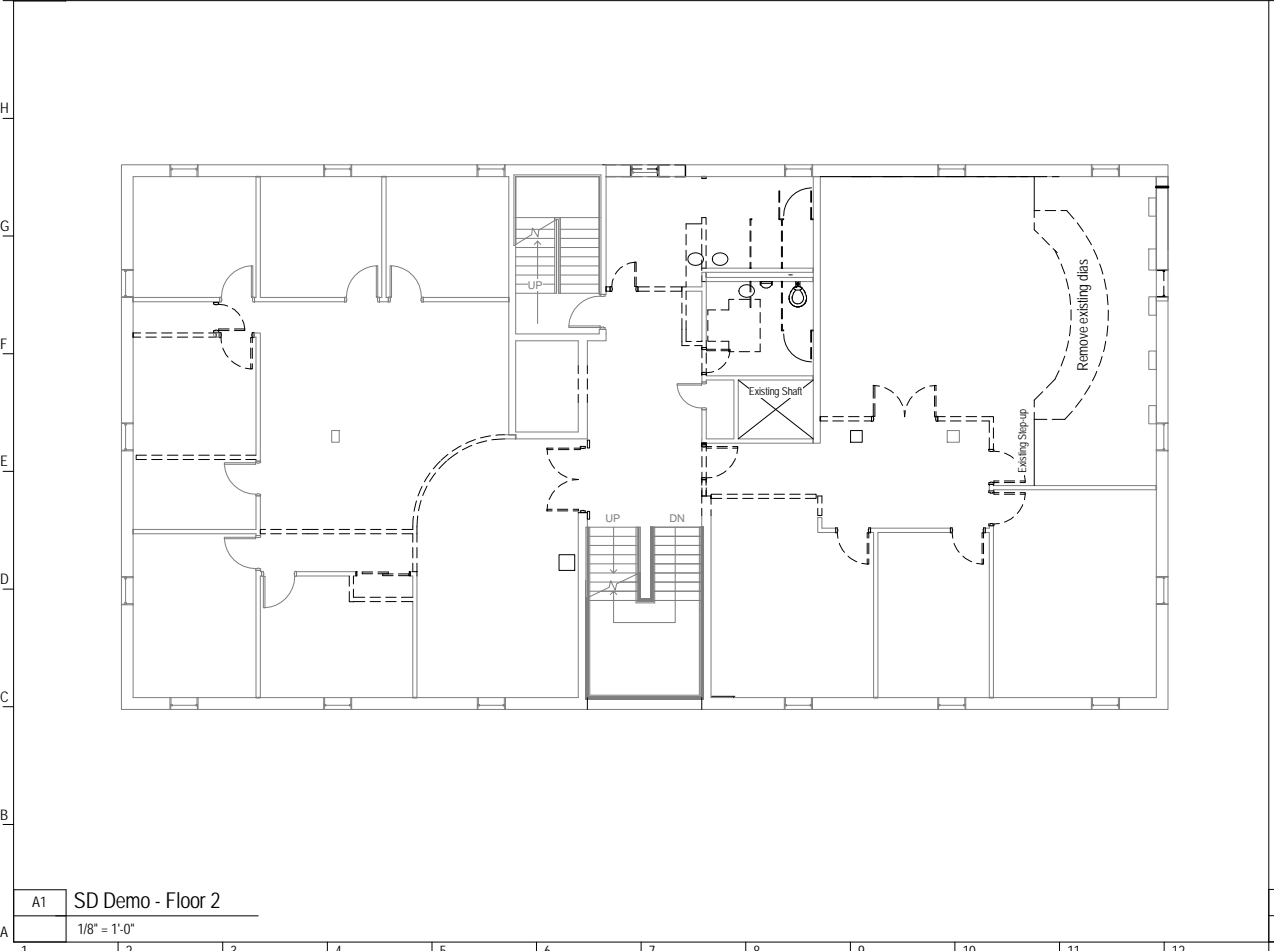 H
G
UP
Remove existing dias
F
Existing Shaft
Existing Step-up
E
UP
DN
D
C
B
A1
SD Demo - Floor 2
1/8" = 1'-0"
A
1
2
3
4
5
6
7
8
9
10
11
12